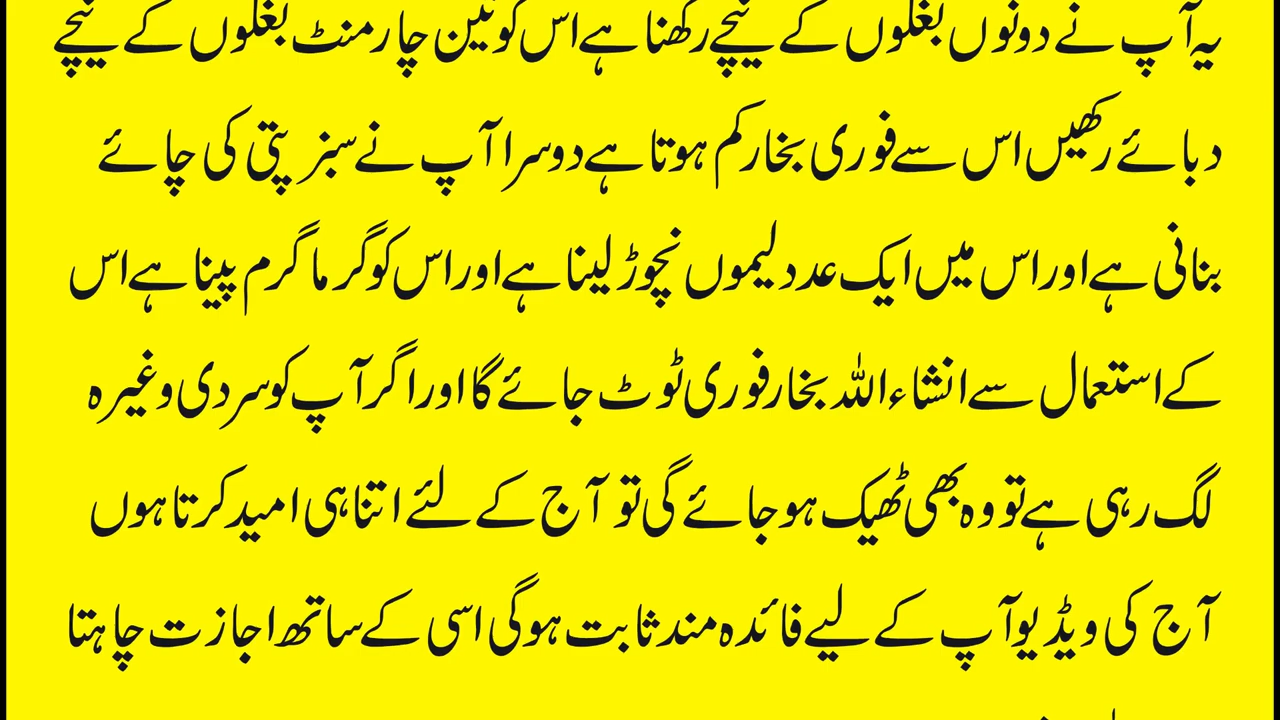 یہ آپ نے دونوں بغلوں کے نیچے رکھنا ہے اس کو تین چار منٹ بغلوں کے نیچے
دبائے رکھیں اس سے فوری بخار کم ہوتا ہے دوسرا آپ نے سبز پتی کی چائے
بنانی ہے اور اس میں ایک عدد لیموں نچوڑ لینا ہے اور اس کو گرما گرم پینا ہے اس
کے استعمال سے انشاء اللہ بخار فوری ٹوٹ جائے گا اور اگر آپ کو سردی وغیرہ
لگ رہی ہے تو وہ بھی ٹھیک ہو جائے گی تو آج کے لئے اتنا ہی امید کرتا ہوں
آج کی ویڈیو آپ کے لیے فائدہ مند ثابت ہو گی اسی کے ساتھ اجازت چاہتا